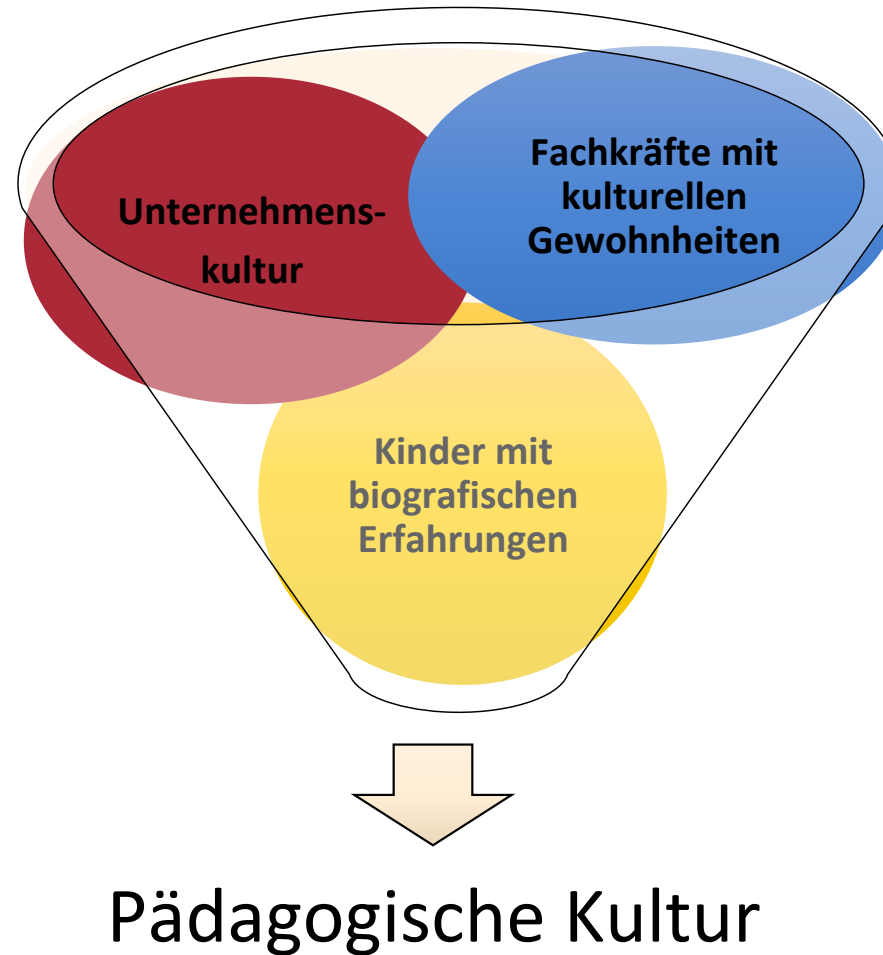 Unternehmens-
kultur
Fachkräfte mit
kulturellen
Gewohnheiten
Kinder mit
biografischen
Erfahrungen
Pädagogische Kultur